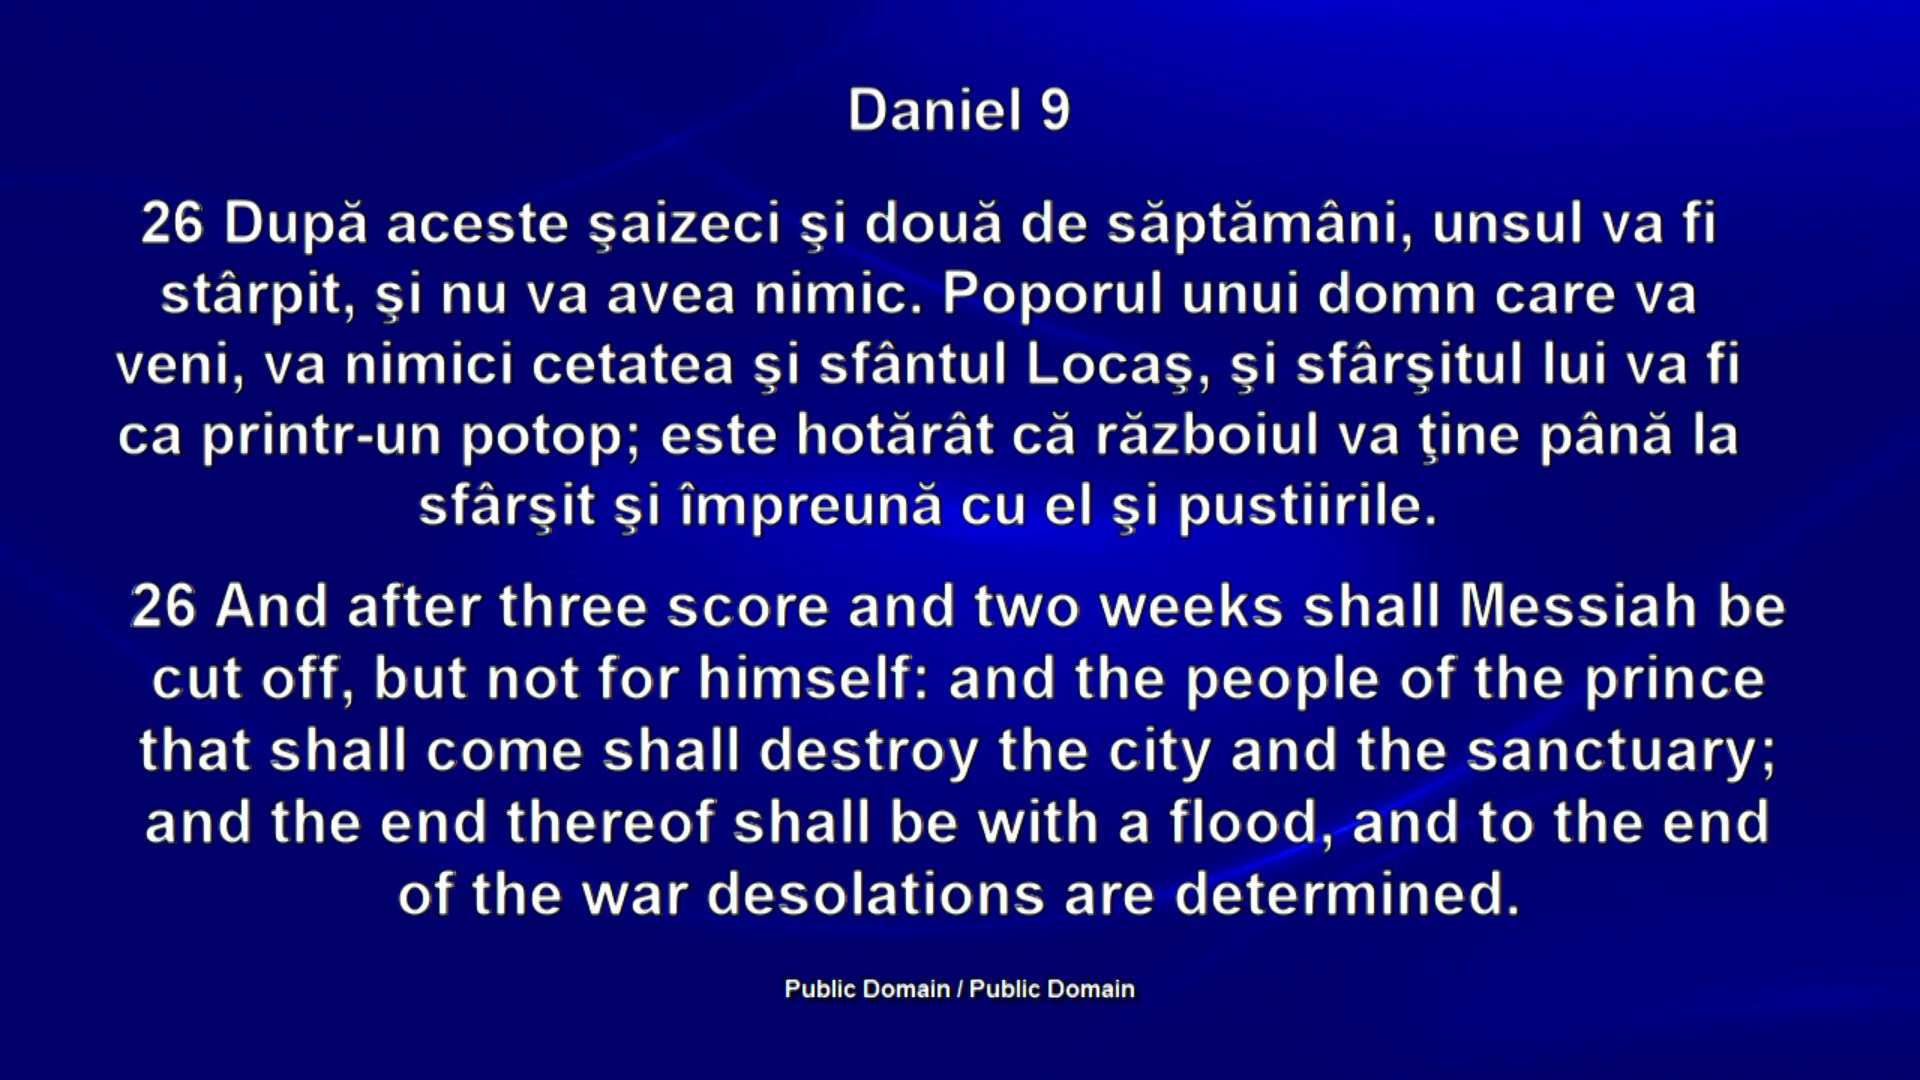 Daniel 9
26 După aceste şaizeci şi două de săptămâni, unsul va fi
stârpit, şi nu va avea nimic. Poporul unui domn care va
veni, va nimici cetatea şi sfântul Locaş, şi sfârşitul lui va fi
ca printr-un potop; este hotărât că războiul va ţine până la
sfârşit şi împreună cu el şi pustiirile.
26 And after three score and two weeks shall Messiah be
cut off, but not for himself: and the people of the prince
that shall come shall destroy the city and the sanctuary;
and the end thereof shall be with a flood, and to the end
of the war desolations are determined.
Public Domain / Public Domain